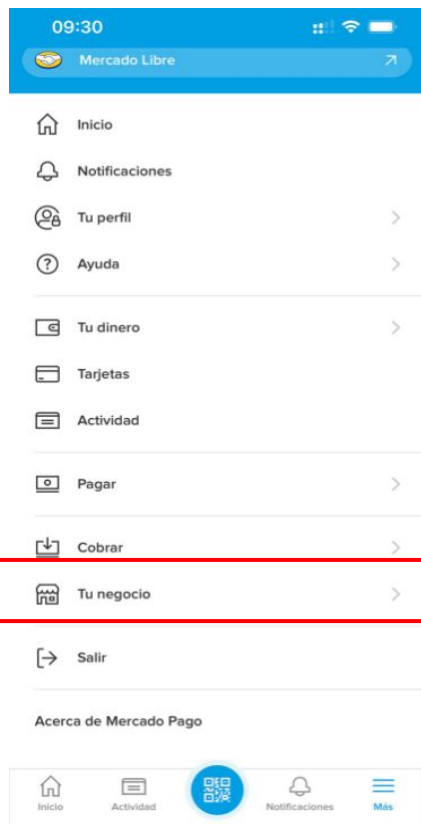 09:30
Mercado Libre
Inicio
Notificaciones
Tu perfil
Ayuda
Tu dinero
Tarjetas
Actividad
Pagar
Cobrar
Tu negocio
Salir
Acerca de Mercado Pago
Inicio Actividad Notificaciones Más